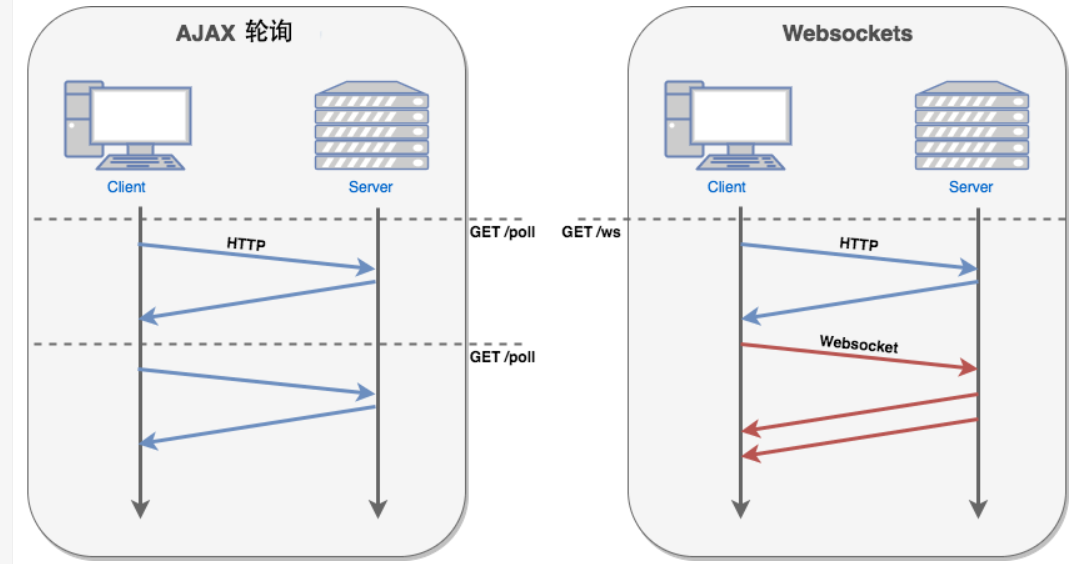 AJAX 轮询
Client
Server
GET /poll
HTTP
GET /poll
Websockets
Client
Server
GET /ws
HTTP
Websocket